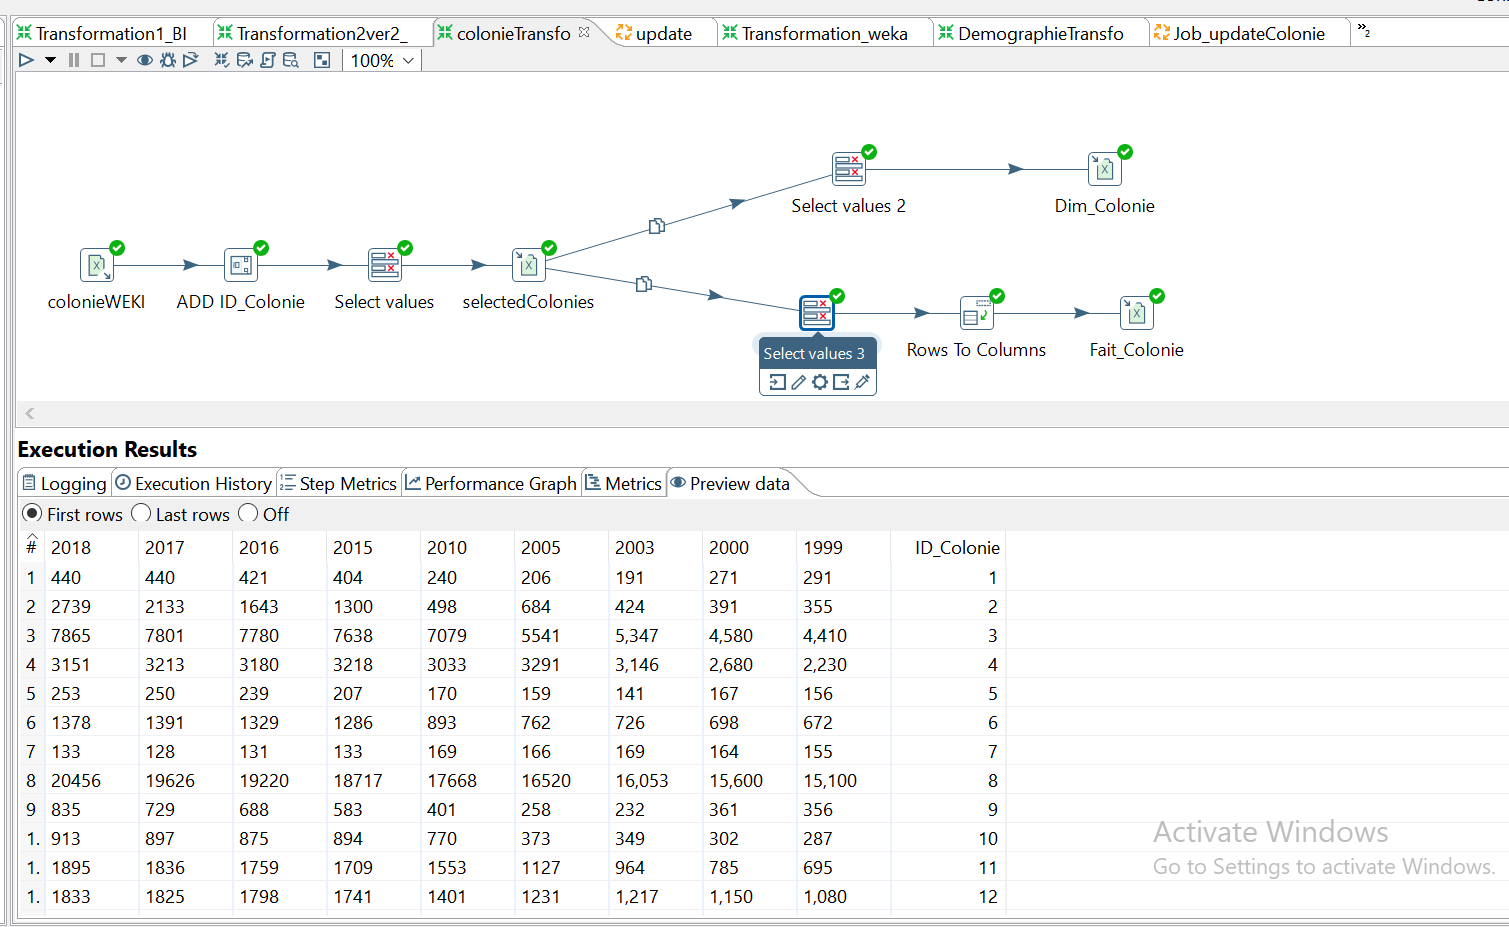 Transformation1_BI Transformation2ver2_ colonieTransfo update Transformation_weka DemographieTransfo Job_updateColonie »2
100%
Select values 2 Dim_Colonie
colonieWEKI ADD ID_Colonie Select values selectedColonies
Select values 3 Rows To Columns Fait_Colonie
Execution Results
Logging Execution History Step Metrics Performance Graph Metrics Preview data
First rows Last rows Off
# 2018 2017 2016 2015 2010 2005 2003 2000 1999 ID_Colonie
1 440 440 421 404 240 206 191 271 291 1
2 2739 2133 1643 1300 498 684 424 391 355 2
3 7865 7801 7780 7638 7079 5541 5,347 4,580 4,410 3
4 3151 3213 3180 3218 3033 3291 3,146 2,680 2,230 4
5 253 250 239 207 170 159 141 167 156 5
6 1378 1391 1329 1286 893 762 726 698 672 6
7 133 128 131 133 169 166 169 164 155 7
8 20456 19626 19220 18717 17668 16520 16,053 15,600 15,100 8
9 835 729 688 583 401 258 232 361 356 9
1. 913 897 875 894 770 373 349 302 287 10
1. 1895 1836 1759 1709 1553 1127 964 785 695 11
1. 1833 1825 1798 1741 1401 1231 1,217 1,150 1,080 12
Activate Windows
Go to Settings to activate Windows.